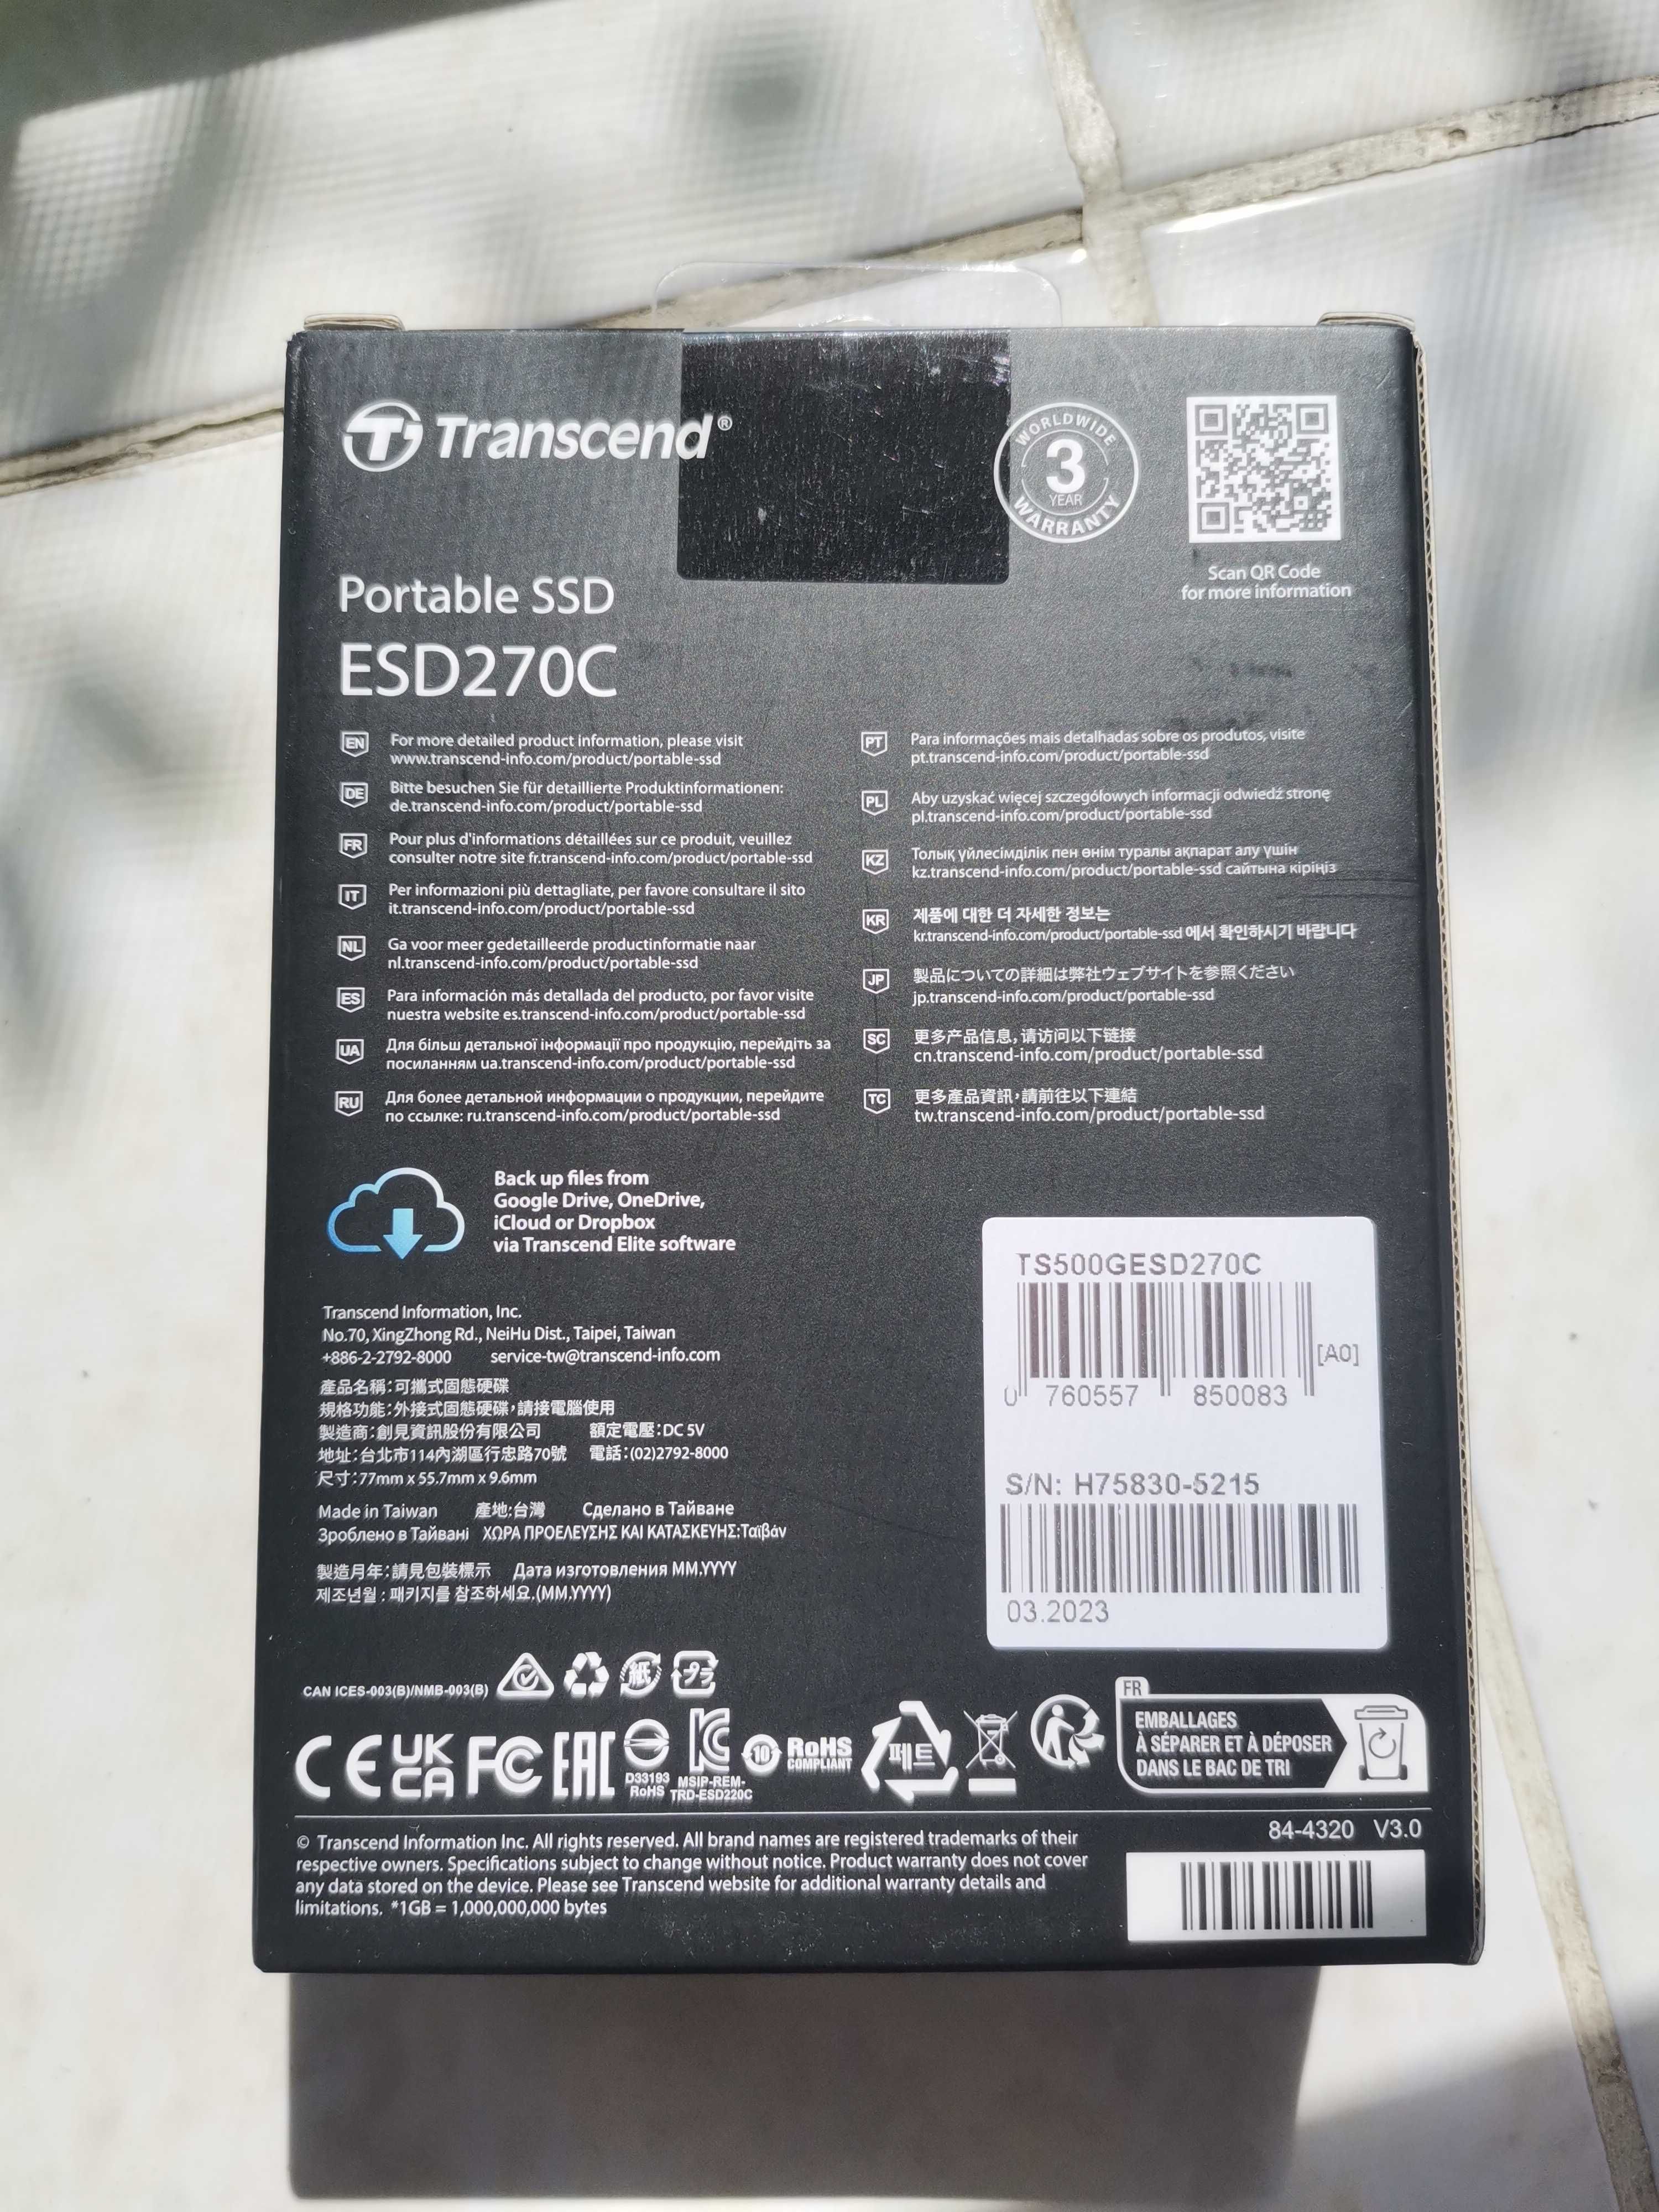 Transcend®
WORLDWIDE
3
YEAR
WARRANTY
Scan QR Code
for more information
Portable SSD
ESD270C
EN
For more detailed product information, please visit
www.transcend-info.com/product/portable-ssd
DE
Bitte besuchen Sie für detaillierte Produktinformationen:
de.transcend-info.com/product/portable-ssd
FR
Pour plus d'informations détaillées sur ce produit, veuillez
consulter notre site fr.transcend-info.com/product/portable-ssd
IT
Per informazioni più dettagliate, per favore consultare il sito
it.transcend-info.com/product/portable-ssd
NL
Ga voor meer gedetailleerde productinformatie naar
nl.transcend-info.com/product/portable-ssd
ES
Para información más detallada del producto, por favor visite
nuestra website es.transcend-info.com/product/portable-ssd
UA
Для більш детальної інформації про продукцію, перейдіть за
посиланням ua.transcend-info.com/product/portable-ssd
RU
Для более детальной информации о продукции, перейдите
по ссылке: ru.transcend-info.com/product/portable-ssd
PT
Para informações mais detalhadas sobre os produtos, visite
pt.transcend-info.com/product/portable-ssd
PL
Aby uzyskać więcej szczegółowych informacji odwiedź stronę
pl.transcend-info.com/product/portable-ssd
KZ
Толық үйлесімділік пен өнім туралы ақпарат алу үшін
kz.transcend-info.com/product/portable-ssd сайтына кіріңіз
KR
제품에 대한 더 자세한 정보는
kr.transcend-info.com/product/portable-ssd 에서 확인하시기 바랍니다
JP
製品についての詳細は弊社ウェブサイトを参照ください
jp.transcend-info.com/product/portable-ssd
SC
更多产品信息,请访问以下链接
cn.transcend-info.com/product/portable-ssd
TC
更多產品資訊,請前往以下連結
tw.transcend-info.com/product/portable-ssd
Back up files from
Google Drive, OneDrive,
iCloud or Dropbox
via Transcend Elite software
Transcend Information, Inc.
No.70, XingZhong Rd., NeiHu Dist., Taipei, Taiwan
+886-2-2792-8000 service-tw@transcend-info.com
產品名稱:可攜式固態硬碟
規格功能:外接式固態硬碟,請接電腦使用
製造商:創見資訊股份有限公司 額定電壓:DC 5V
地址:台北市114內湖區行忠路70號 電話:(02)2792-8000
尺寸:77mm x 55.7mm x 9.6mm
Made in Taiwan 產地:台灣 Сделано в Тайване
Зроблено в Тайвані ΧΩΡΑ ΠΡΟΕΛΕΥΣΗΣ ΚΑΙ ΚΑΤΑΣΚΕΥΗΣ:Ταϊβάν
製造月年:請見包裝標示 Дата изготовления MM.YYYY
제조년월 : 패키지를 참조하세요.(MM.YYYY)
TS500GESD270C
[A0]
0 760557 850083
S/N: H75830-5215
03.2023
CAN ICES-003(B)/NMB-003(B)
紙
プラ
CE
UK
CA
FC
EAC
D33193
RoHS
MSIP-REM-
TRD-ESD220C
10
RoHS
COMPLIANT
페트
FR
EMBALLAGES
À SÉPARER ET À DÉPOSER
DANS LE BAC DE TRI
© Transcend Information Inc. All rights reserved. All brand names are registered trademarks of their
respective owners. Specifications subject to change without notice. Product warranty does not cover
any data stored on the device. Please see Transcend website for additional warranty details and
limitations. *1GB = 1,000,000,000 bytes
84-4320 V3.0